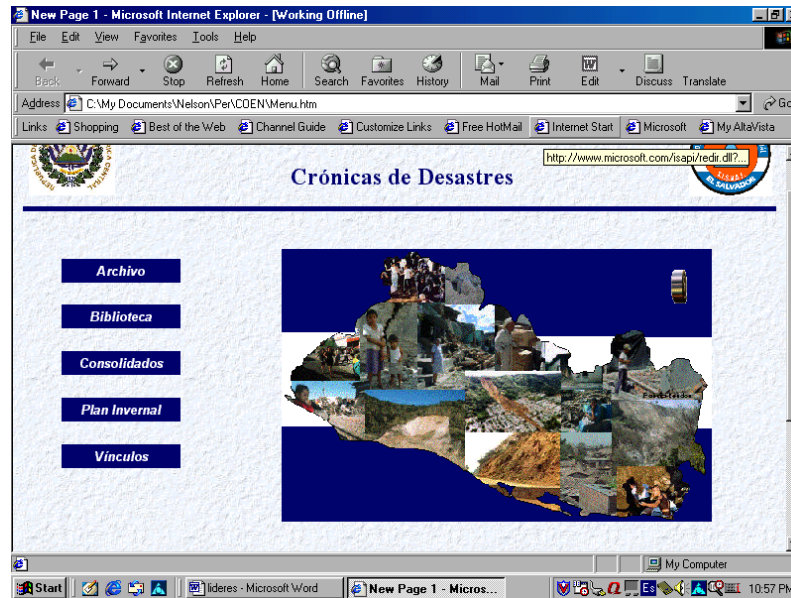 New Page 1 - Microsoft Internet Explorer - [Working Offline]
File Edit View Favorites Tools Help
Back Forward Stop Refresh Home Search Favorites History Mail Print Edit Discuss Translate
Address C:\My Documents\Nelson\Per\COEN\Menu.htm Go
Links Shopping Best of the Web Channel Guide Customize Links Free HotMail Internet Start Microsoft My AltaVista
http://www.microsoft.com/isapi/redir.dll?...
Crónicas de Desastres
EL SALVADOR
Archivo
Biblioteca
Consolidados
Plan Invernal
Vínculos
My Computer
Start lideres - Microsoft Word New Page 1 - Micros... Es 10:57 PM